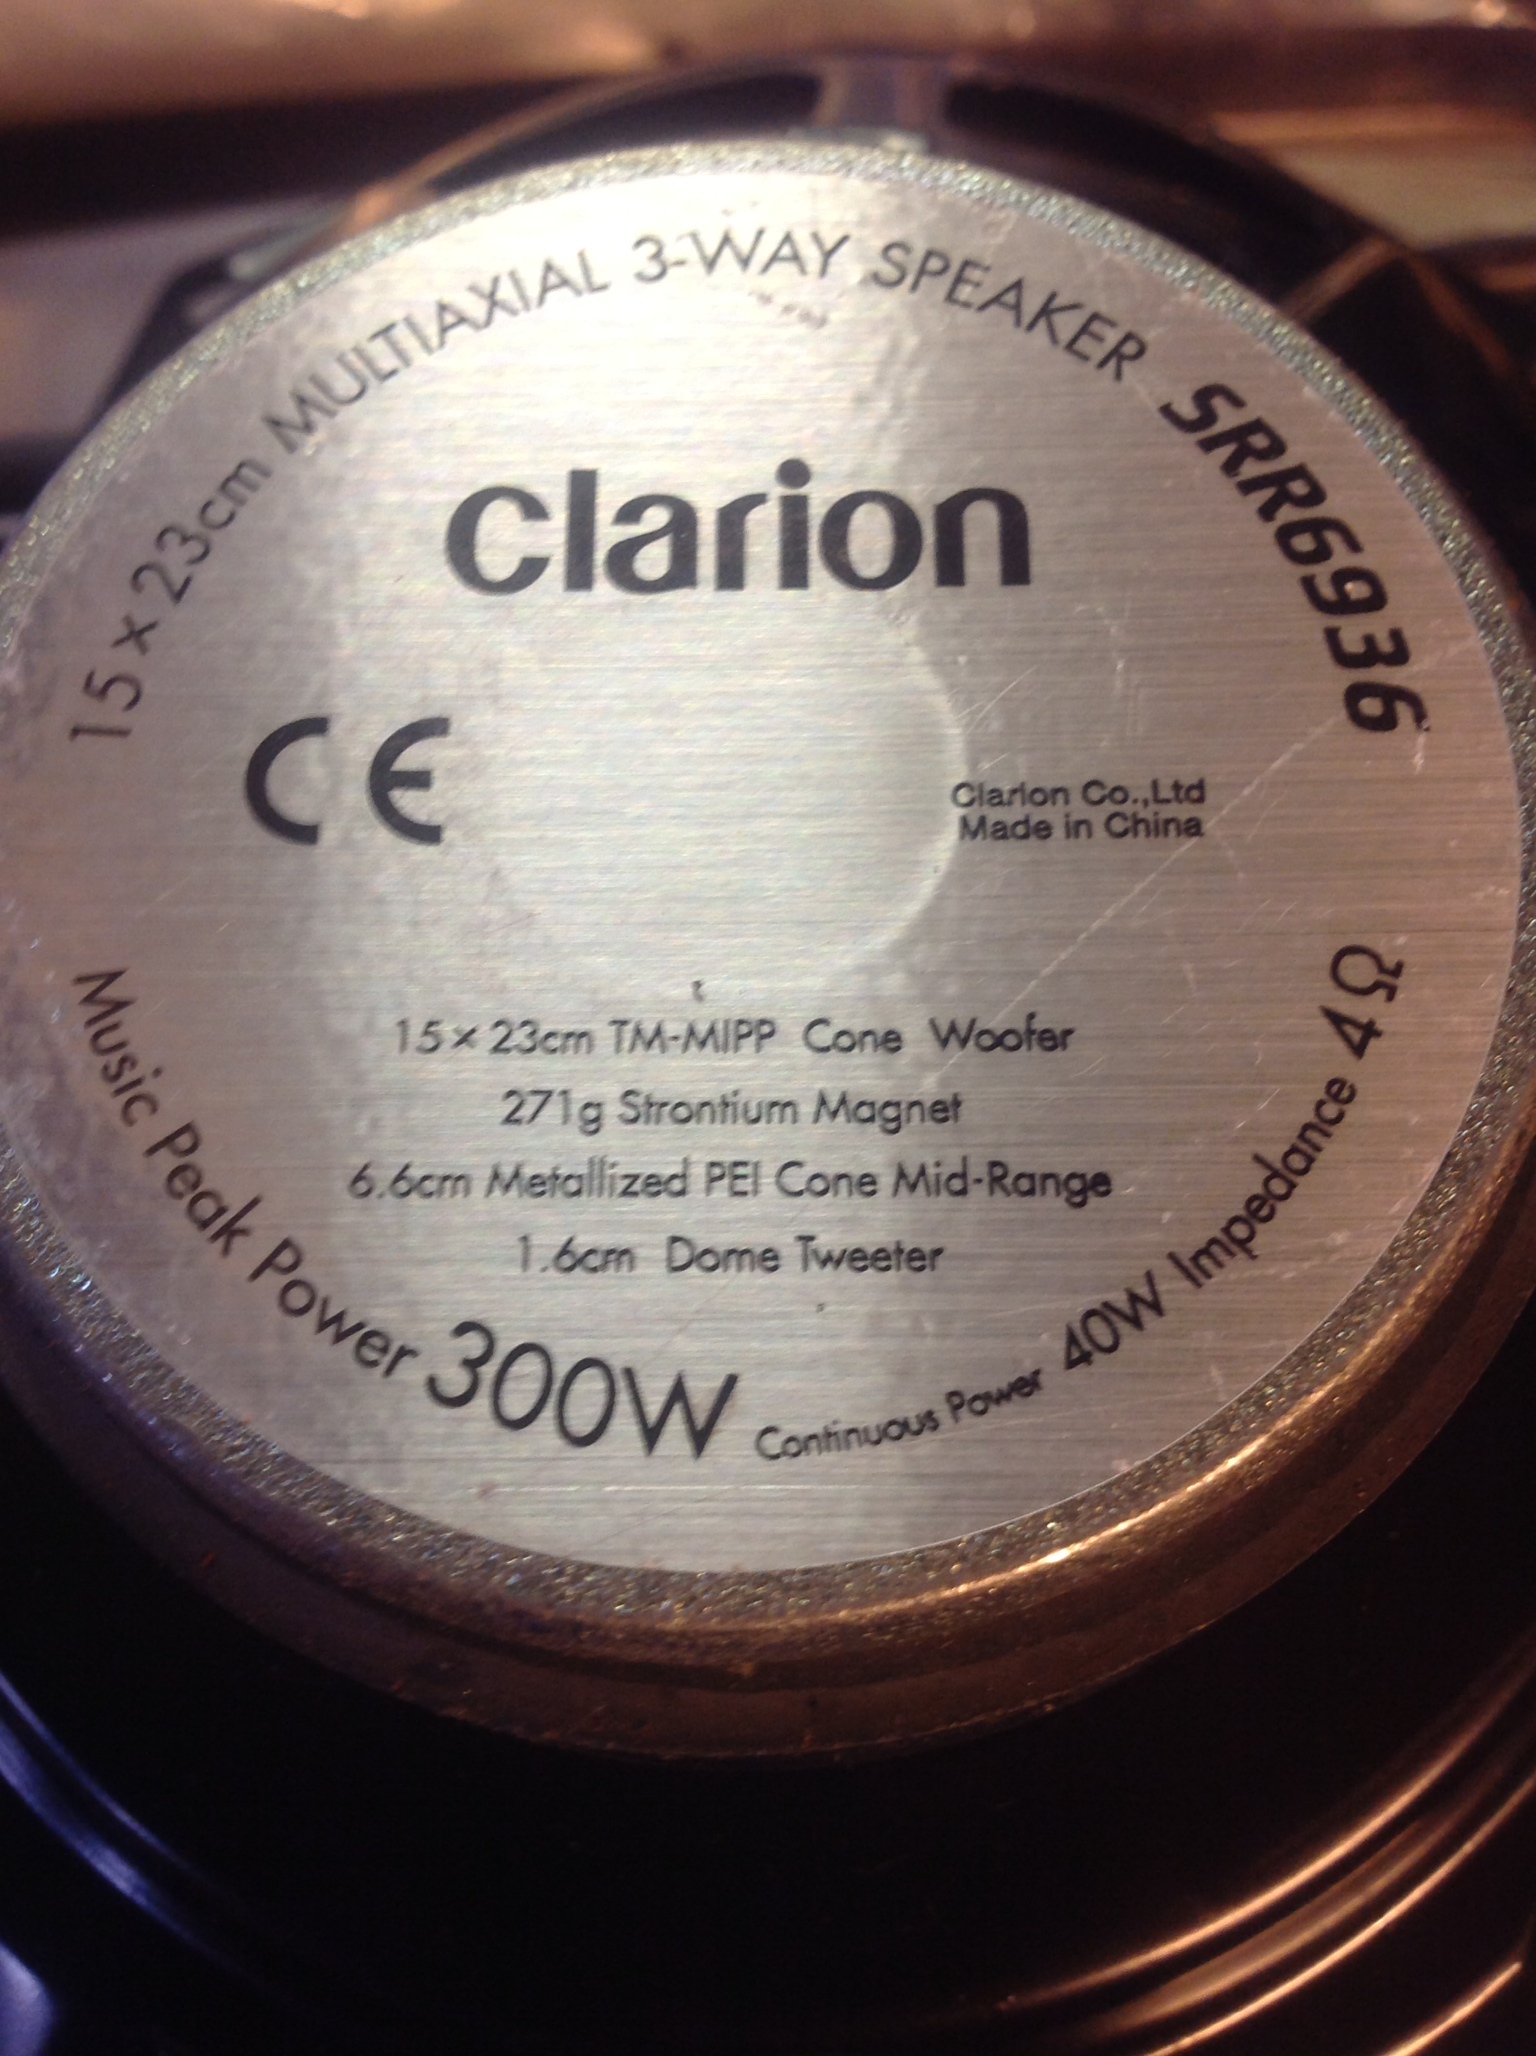 15×23cm MULTIAXIAL 3-WAY SPEAKER SRR6936
clarion
CE
Clarion Co.,Ltd
Made in China
15×23cm TM-MIPP Cone Woofer
271g Strontium Magnet
6.6cm Metallized PEI Cone Mid-Range
1.6cm Dome Tweeter
Music Peak Power 300W Continuous Power 40W Impedance 4Ω